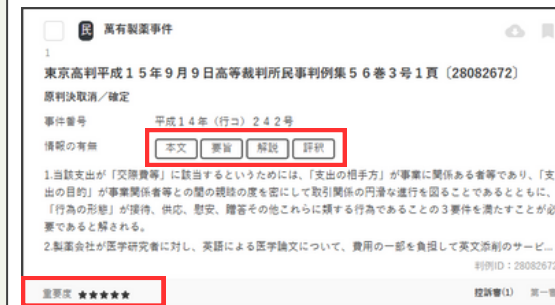 民 萬有製薬事件
1
東京高判平成15年9月9日高等裁判所民事判例集56巻3号1頁〔28082672〕
原判決取消／確定
事件番号 平成14年（行コ）242号
情報の有無 本文 要旨 解説 評釈
1.当該支出が「交際費等」に該当するというためには、「支出の相手方」が事業に関係ある者等であり、「支
出の目的」が事業関係者等との間の親睦の度を密にして取引関係の円滑な進行を図ることであるとともに、
「行為の形態」が接待、供応、慰安、贈答その他これらに類する行為であることの3要件を満たすことが必
要であると解される。
2.製薬会社が医学研究者に対し、英語による医学論文について、費用の一部を負担して英文添削のサービ…
判例ID：28082672
重要度 ★★★★★ 控訴審(1) 第一審